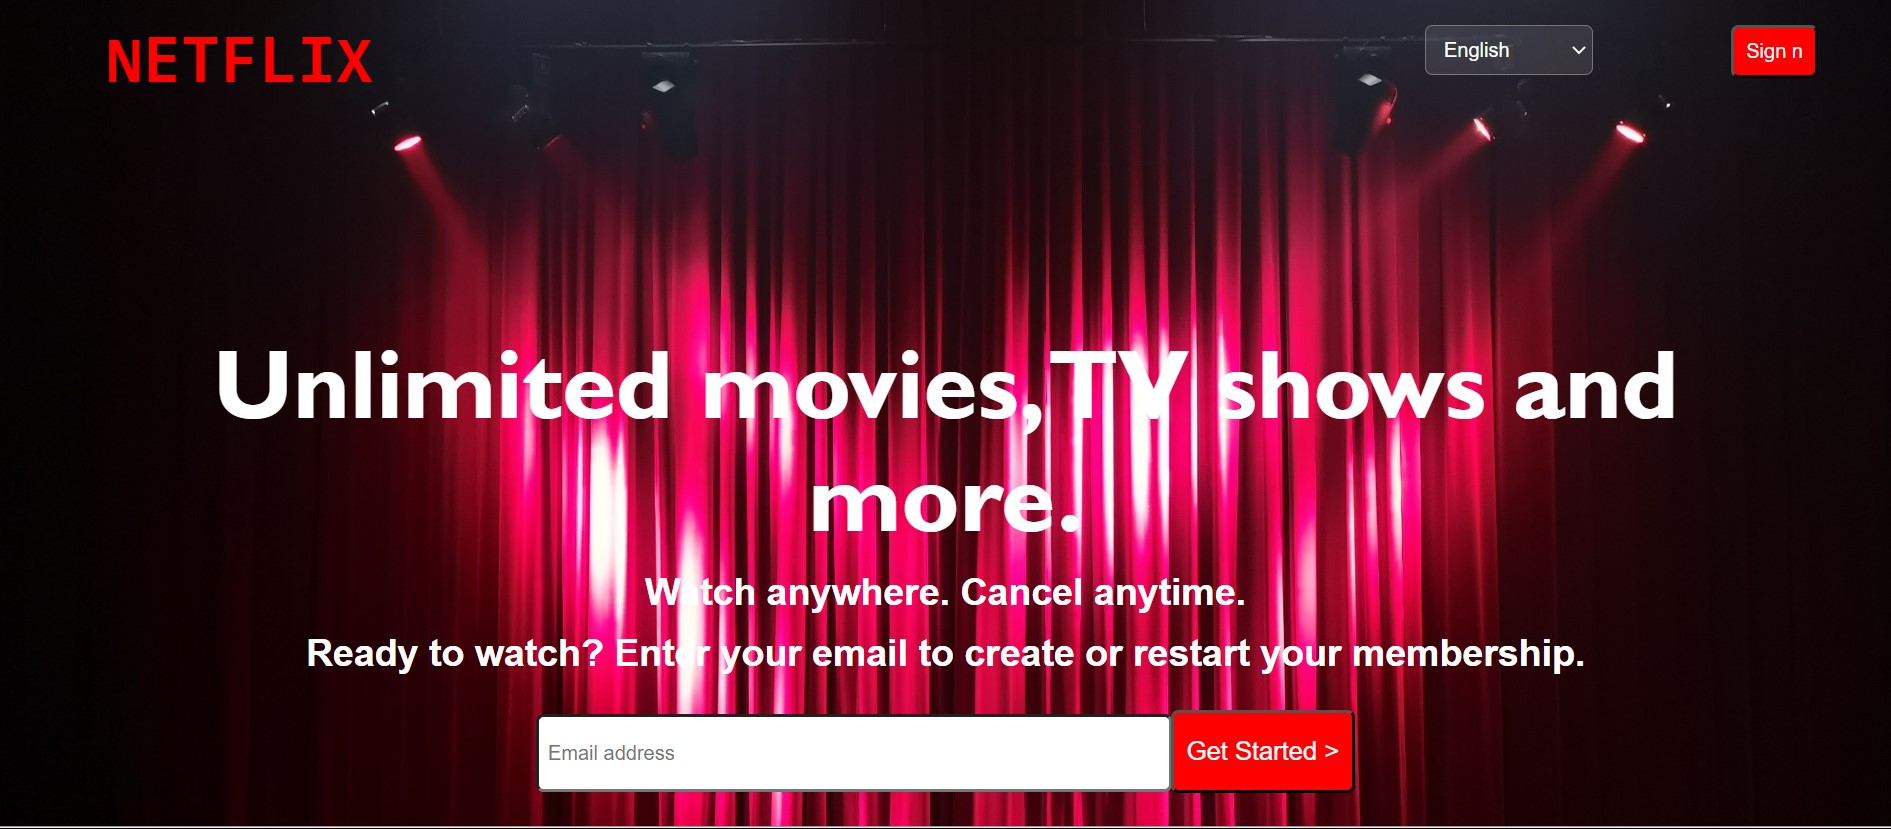 NETFLIX
English
Sign n
Unlimited movies,TY shows and
more.
Watch anywhere. Cancel anytime.
Ready to watch? Enter your email to create or restart your membership.
Email address
Get Started >